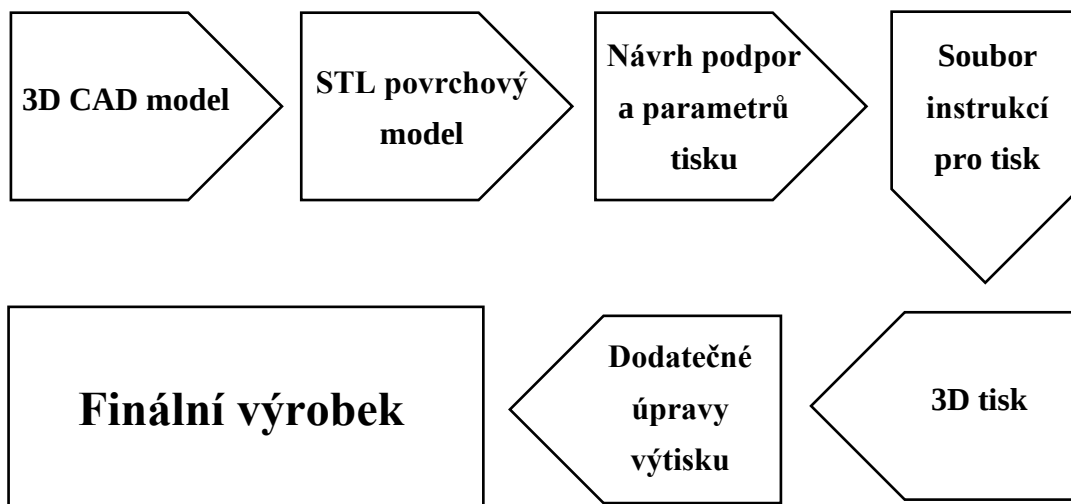 3D CAD model
STL povrchový
model
Návrh podpor
a parametrů
tisku
Soubor
instrukcí
pro tisk
3D tisk
Dodatečné
úpravy
výtisku
Finální výrobek